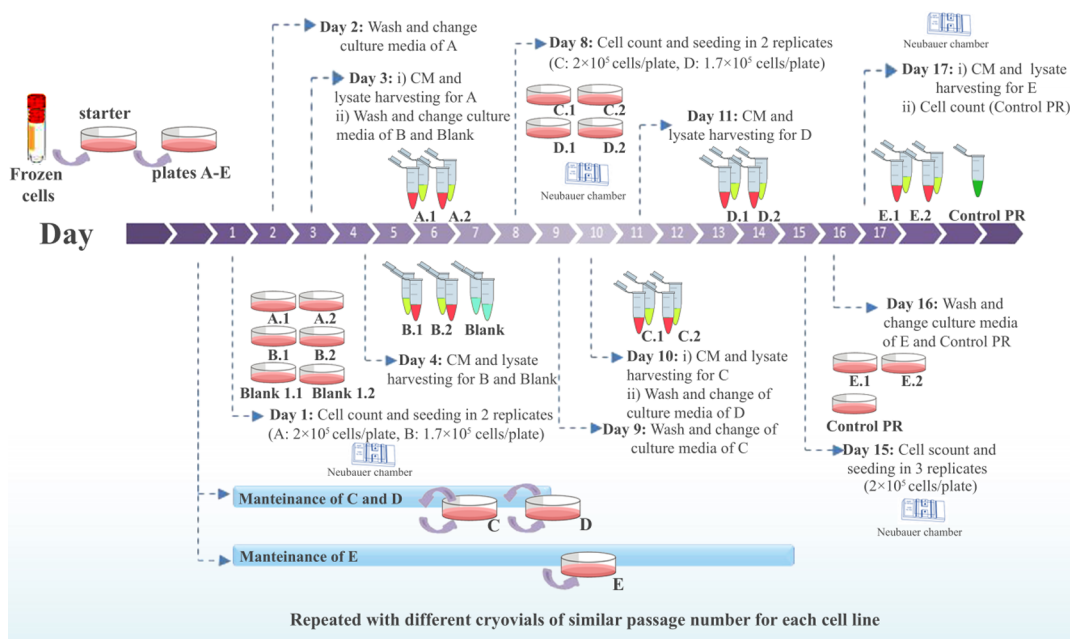 Frozen
cells
starter
plates A-E
Day 2: Wash and change
culture media of A
Day 3: i) CM and
lysate harvesting for A
ii) Wash and change culture
media of B and Blank
A.1 A.2
Day 8: Cell count and seeding in 2 replicates
(C: 2×10⁵ cells/plate, D: 1.7×10⁵ cells/plate)
C.1 C.2
D.1 D.2
Neubauer chamber
Day 11: CM and
lysate harvesting for D
D.1 D.2
Neubauer chamber
Day 17: i) CM and lysate
harvesting for E
ii) Cell count (Control PR)
E.1 E.2 Control PR
Day
1 2 3 4 5 6 7 8 9 10 11 12 13 14 15 16 17
A.1 A.2
B.1 B.2
Blank 1.1 Blank 1.2
Day 1: Cell count and seeding in 2 replicates
(A: 2×10⁵ cells/plate, B: 1.7×10⁵ cells/plate)
Neubauer chamber
B.1 B.2 Blank
Day 4: CM and lysate
harvesting for B and Blank
C.1 C.2
Day 10: i) CM and lysate
harvesting for C
ii) Wash and change of
culture media of D
Day 9: Wash and change of
culture media of C
Day 16: Wash and
change culture media
of E and Control PR
E.1 E.2
Control PR
Day 15: Cell scount and
seeding in 3 replicates
(2×10⁵ cells/plate)
Neubauer chamber
Manteinance of C and D
C D
Manteinance of E
E
Repeated with different cryovials of similar passage number for each cell line